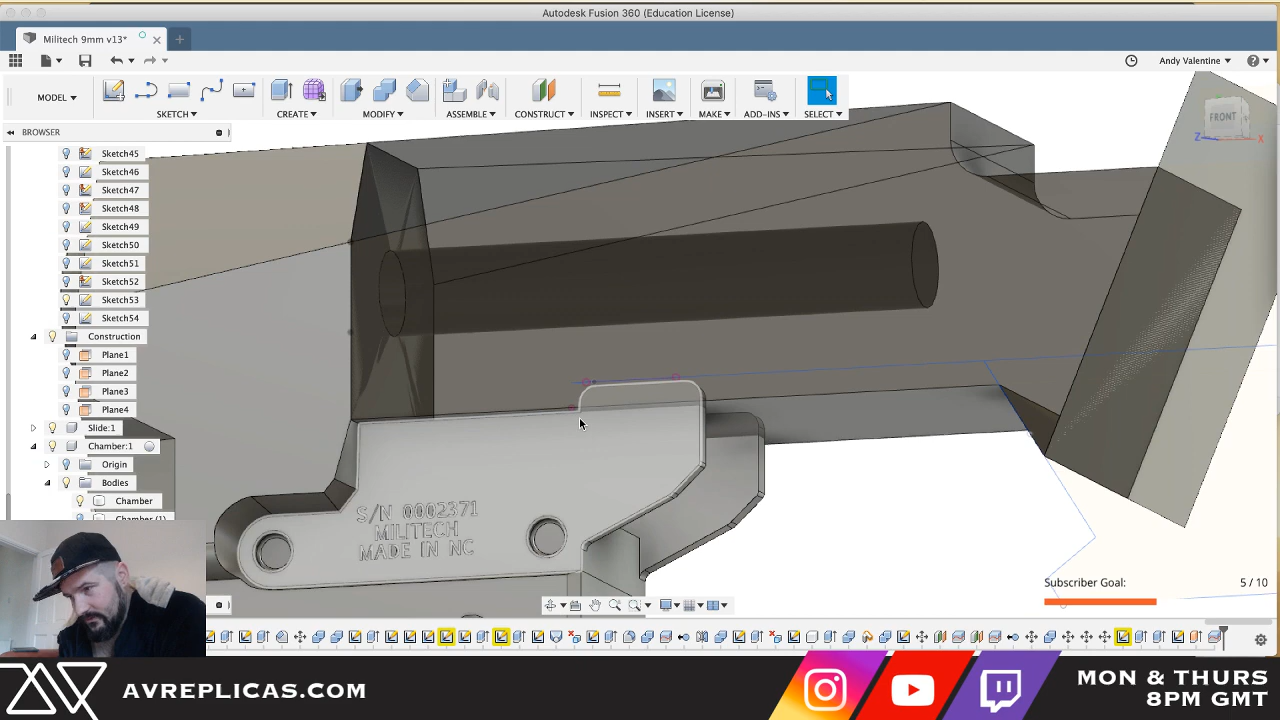 Autodesk Fusion 360 (Education License)
Militech 9mm v13*
Andy Valentine
MODEL
SKETCH
CREATE
MODIFY
ASSEMBLE
CONSTRUCT
INSPECT
INSERT
MAKE
ADD-INS
SELECT
BROWSER
FRONT
Z
X
Sketch45
Sketch46
Sketch47
Sketch48
Sketch49
Sketch50
Sketch51
Sketch52
Sketch53
Sketch54
Construction
Plane1
Plane2
Plane3
Plane4
Slide:1
Chamber:1
Origin
Bodies
Chamber
Chamber (1)
S/N 0002371
MILITECH
MADE IN NC
Subscriber Goal: 5 / 10
AVREPLICAS.COM
MON & THURS
8PM GMT